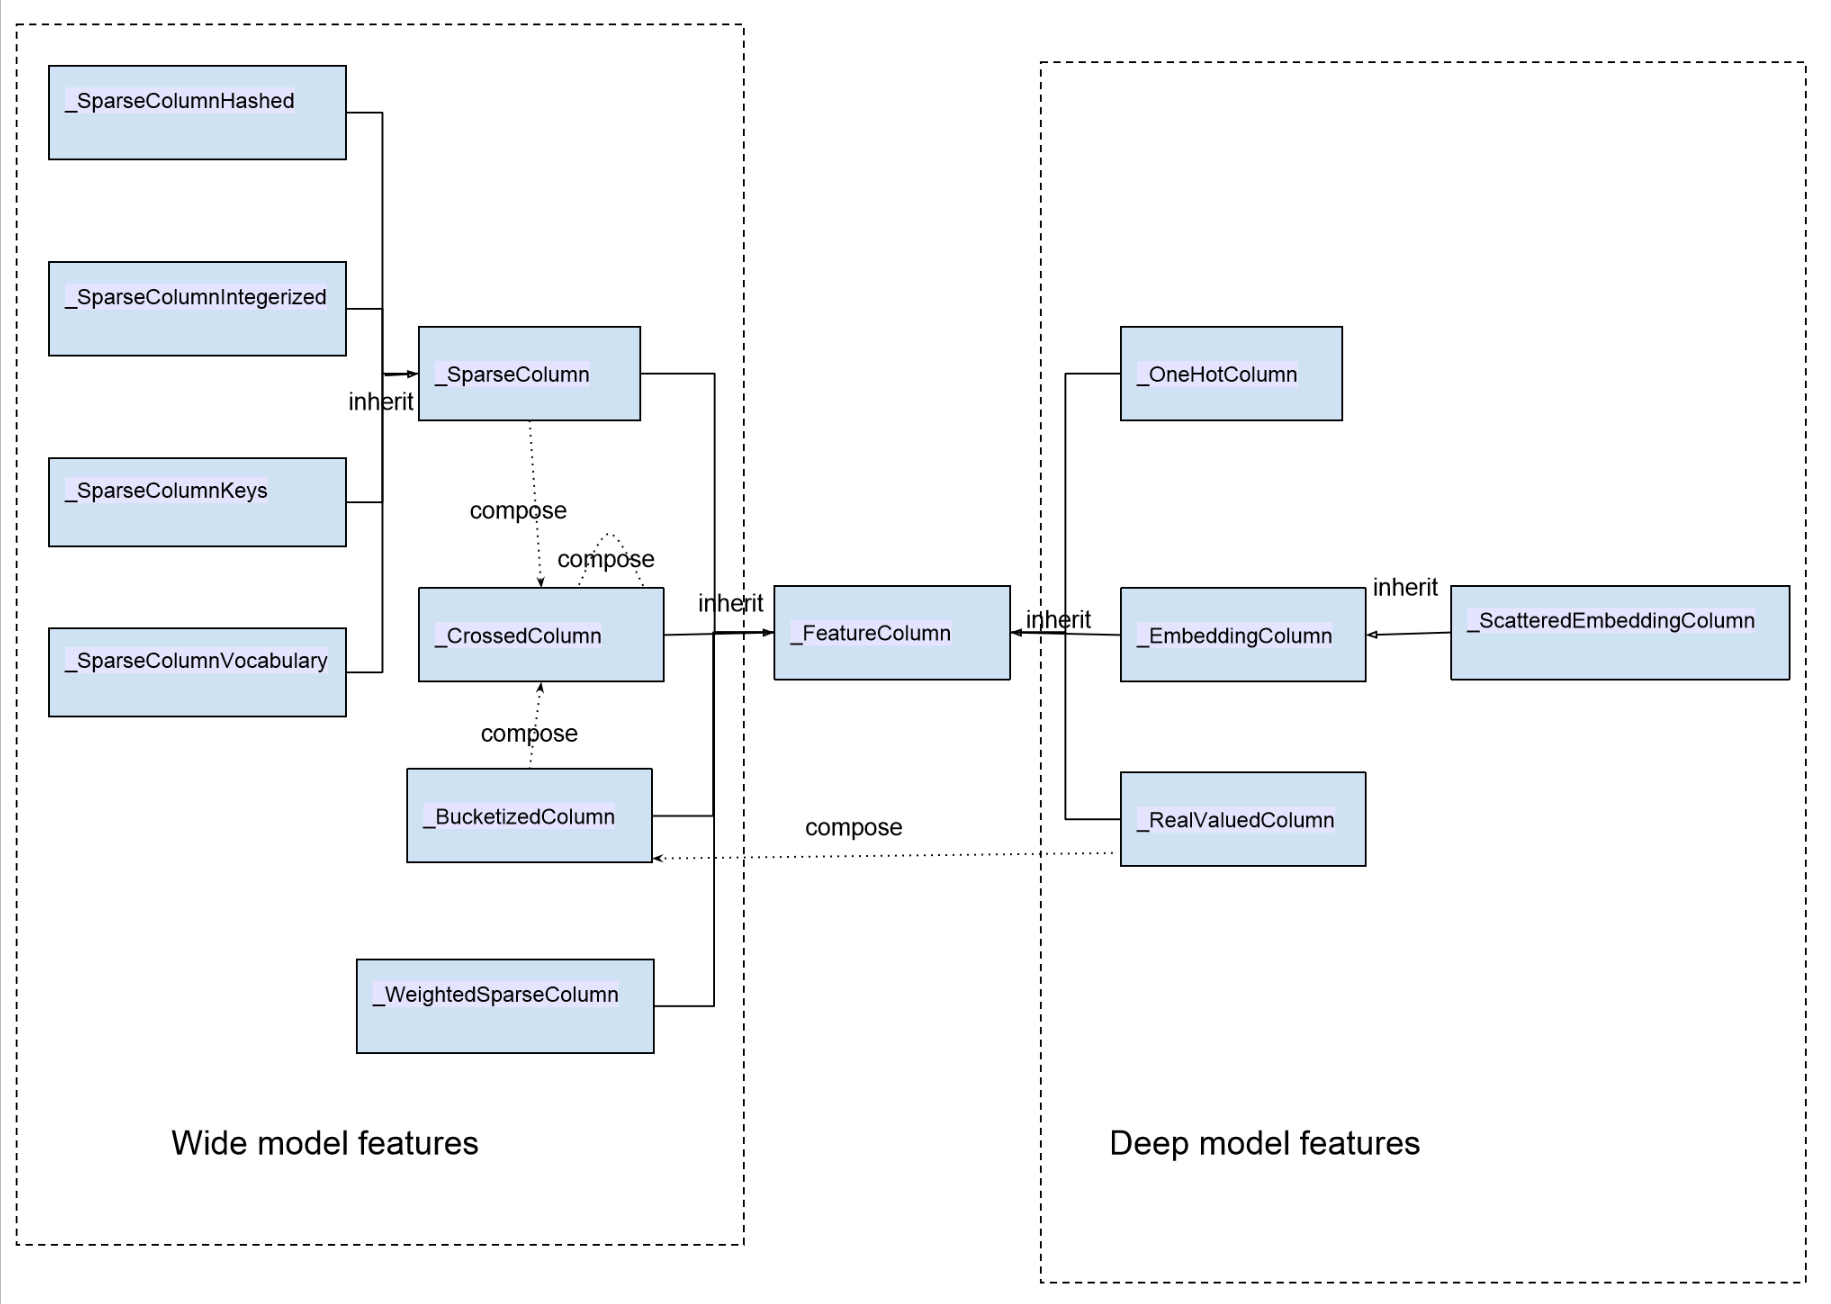 _SparseColumnHashed
_SparseColumnIntegerized
_SparseColumn
_OneHotColumn
inherit
_SparseColumnKeys
compose
compose
inherit
_FeatureColumn
inherit
_CrossedColumn
_EmbeddingColumn
inherit
_ScatteredEmbeddingColumn
_SparseColumnVocabulary
compose
_BucketizedColumn
compose
_RealValuedColumn
_WeightedSparseColumn
Wide model features
Deep model features